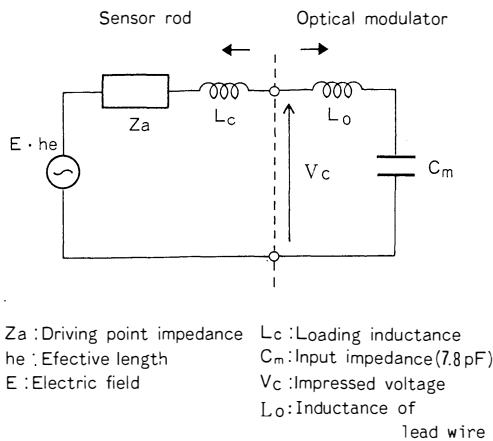 Sensor rod
Optical modulator
Za
Lc
Lo
E · he
Vc
Cm
Za : Driving point impedance
he : Efective length
E : Electric field
Lc : Loading inductance
Cm : Input impedance (7.8 pF)
Vc : Impressed voltage
Lo : Inductance of
lead wire